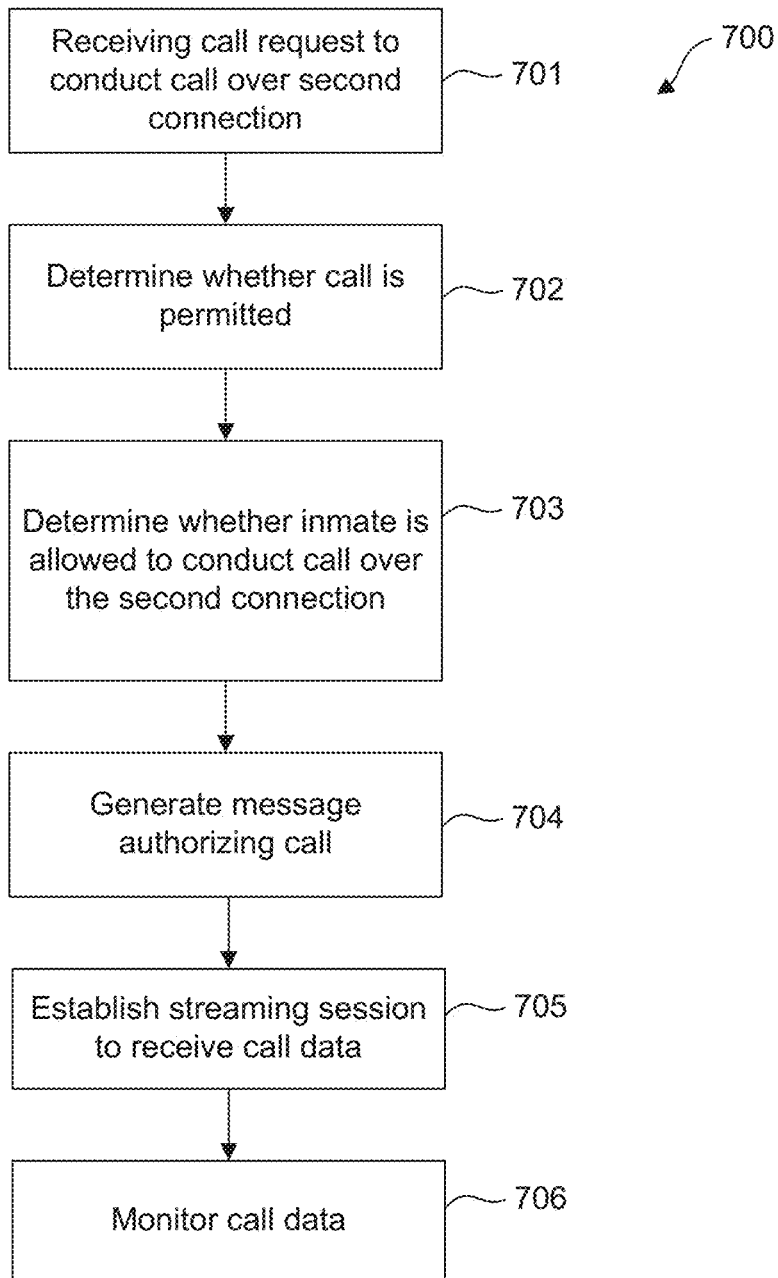 Receiving call request to
conduct call over second
connection
701
700
Determine whether call is
permitted
702
Determine whether inmate is
allowed to conduct call over
the second connection
703
Generate message
authorizing call
704
Establish streaming session
to receive call data
705
Monitor call data
706